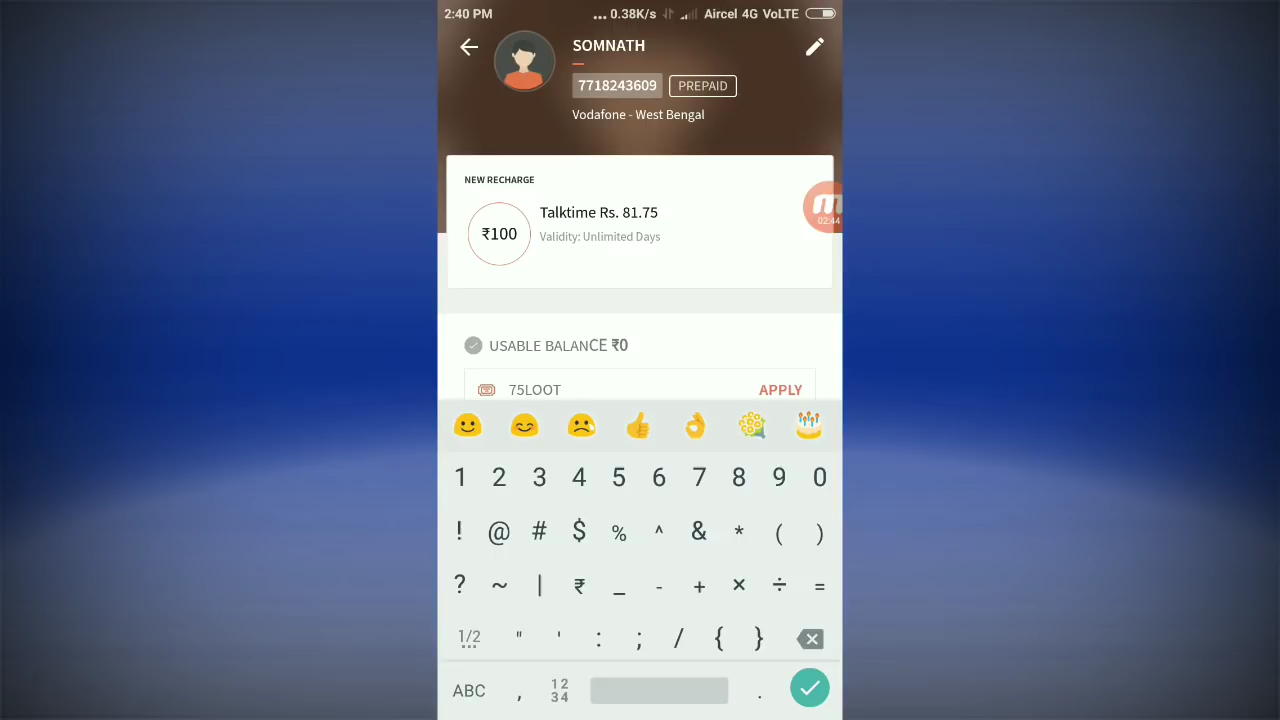 2:40 PM ... 0.38K/s Aircel 4G VoLTE
SOMNATH
7718243609 PREPAID
Vodafone - West Bengal
NEW RECHARGE
₹100
Talktime Rs. 81.75
Validity: Unlimited Days
02:44
USABLE BALANCE ₹0
75LOOT APPLY
1 2 3 4 5 6 7 8 9 0
! @ # $ % ^ & * ( )
? ~ | ₹ _ - + × ÷ =
1/2 " ' : ; / { }
ABC , 12 34 .